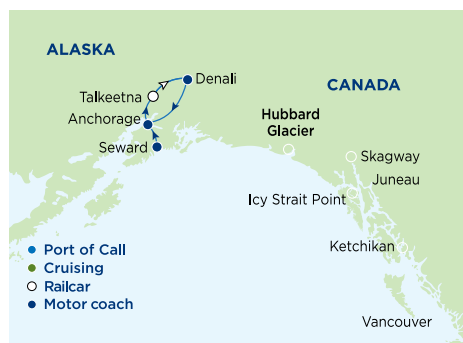 ALASKA
Denali
CANADA
Talkeetna
Anchorage
Hubbard
Glacier
Seward
Skagway
Juneau
Icy Strait Point
Ketchikan
Port of Call
Cruising
Railcar
Motor coach
Vancouver